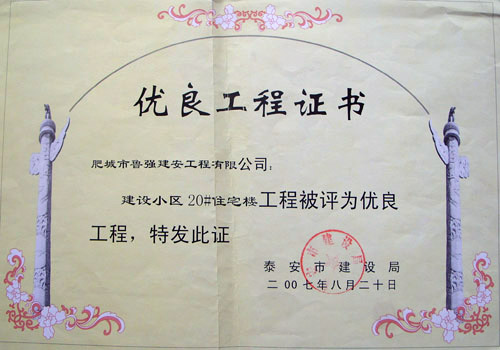 优良工程证书
肥城市鲁强建安工程有限公司：
建设小区20#住宅楼工程被评为优良
工程，特发此证
泰安市建设局
二00七年八月二十日